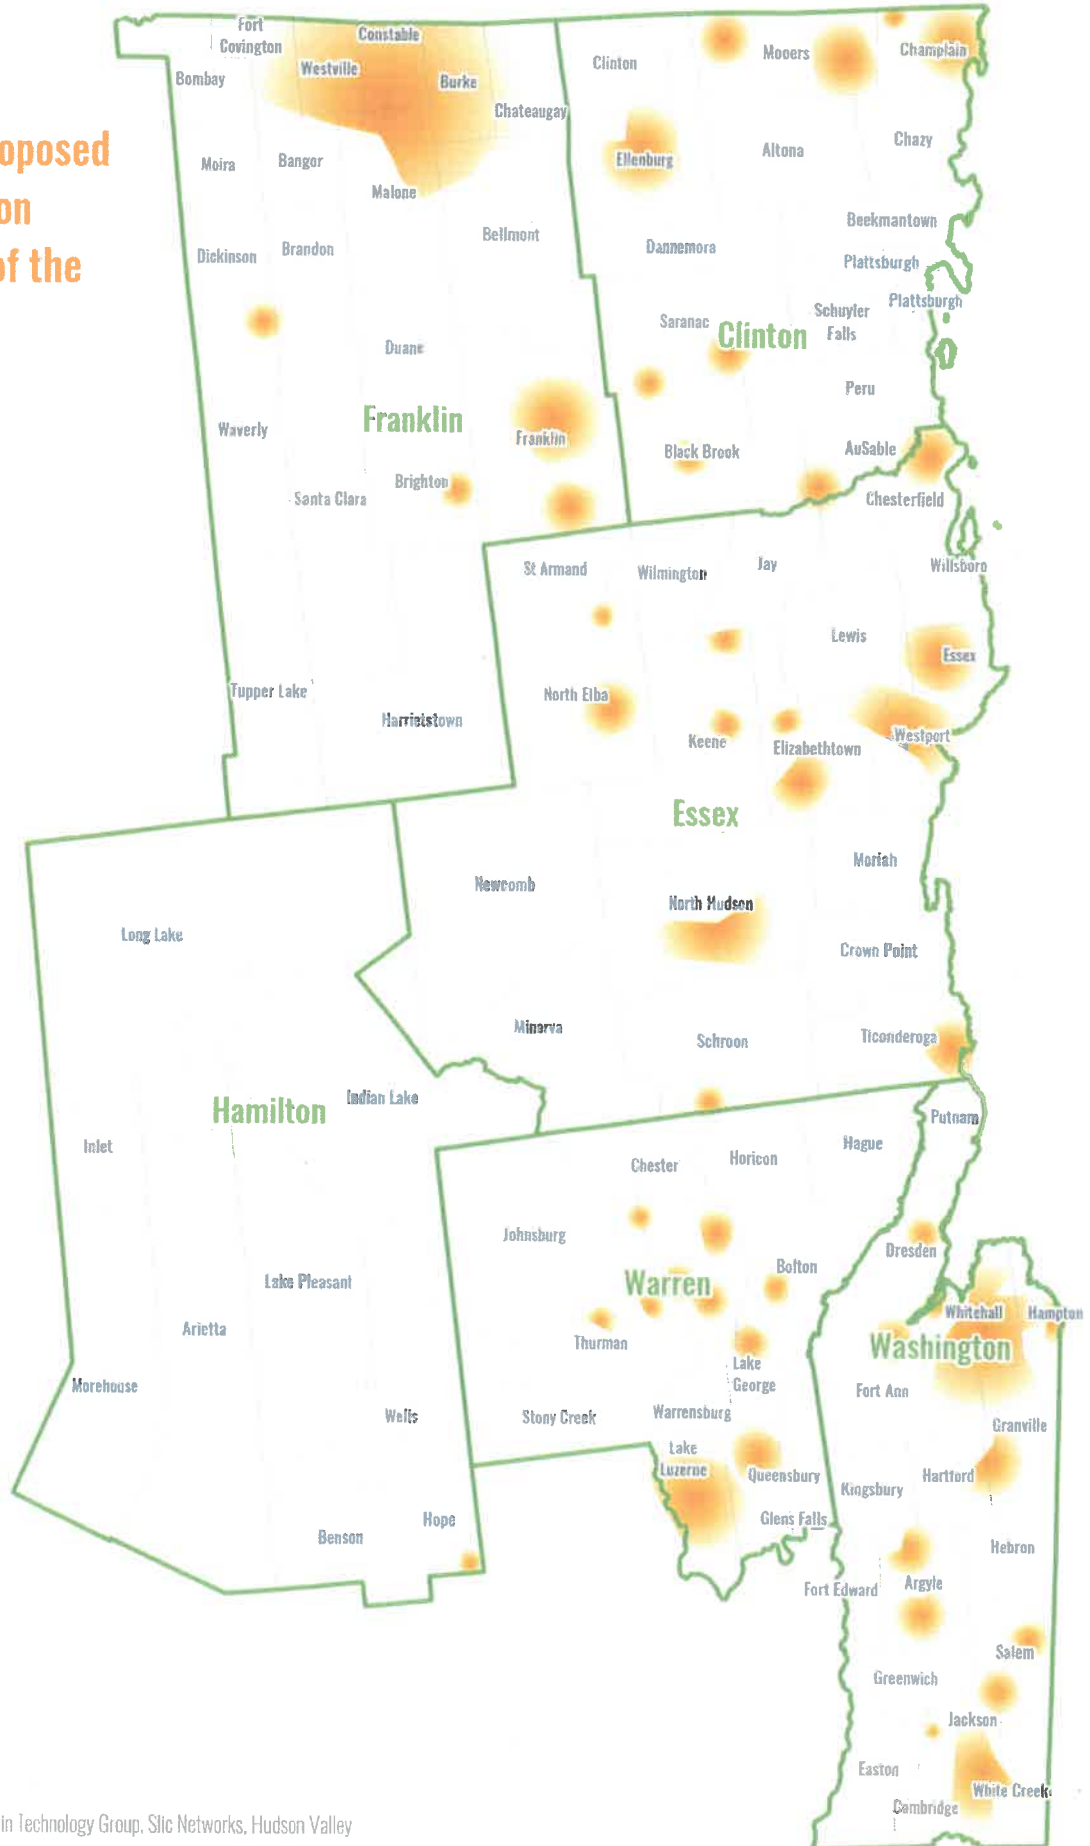 oposed
on
of the
Fort
Covington
Constable
Westville
Bombay
Burke
Chateaugay
Moira
Bangor
Malone
Dickinson
Brandon
Bellmont
Duane
Waverly
Franklin
Franklin
Santa Clara
Brighton
Tupper Lake
Harrietstown
Clinton
Mooers
Champlain
Ellenburg
Altona
Chazy
Dannemora
Beekmantown
Plattsburgh
Plattsburgh
Saranac
Clinton
Schuyler
Falls
Peru
Black Brook
AuSable
Chesterfield
St Armand
Wilmington
Jay
Willsboro
Lewis
Essex
North Elba
Keene
Elizabethtown
Westport
Essex
Newcomb
North Hudson
Moriah
Crown Point
Minerva
Schroon
Ticonderoga
Long Lake
Hamilton
Indian Lake
Inlet
Lake Pleasant
Arietta
Morehouse
Wells
Benson
Hope
Chester
Horicon
Hague
Johnsburg
Warren
Bolton
Thurman
Lake
George
Stony Creek
Warrensburg
Lake
Luzerne
Queensbury
Glens Falls
Putnam
Dresden
Whitehall
Hampton
Washington
Fort Ann
Granville
Kingsbury
Hartford
Hebron
Fort Edward
Argyle
Salem
Greenwich
Jackson
Easton
White Creek
Cambridge
in Technology Group, Slic Networks, Hudson Valley